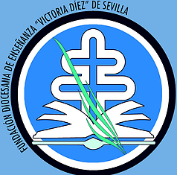 FUNDACIÓN DIOCESANA DE ENSEÑANZA "VICTORIA DÍEZ" DE SEVILLA